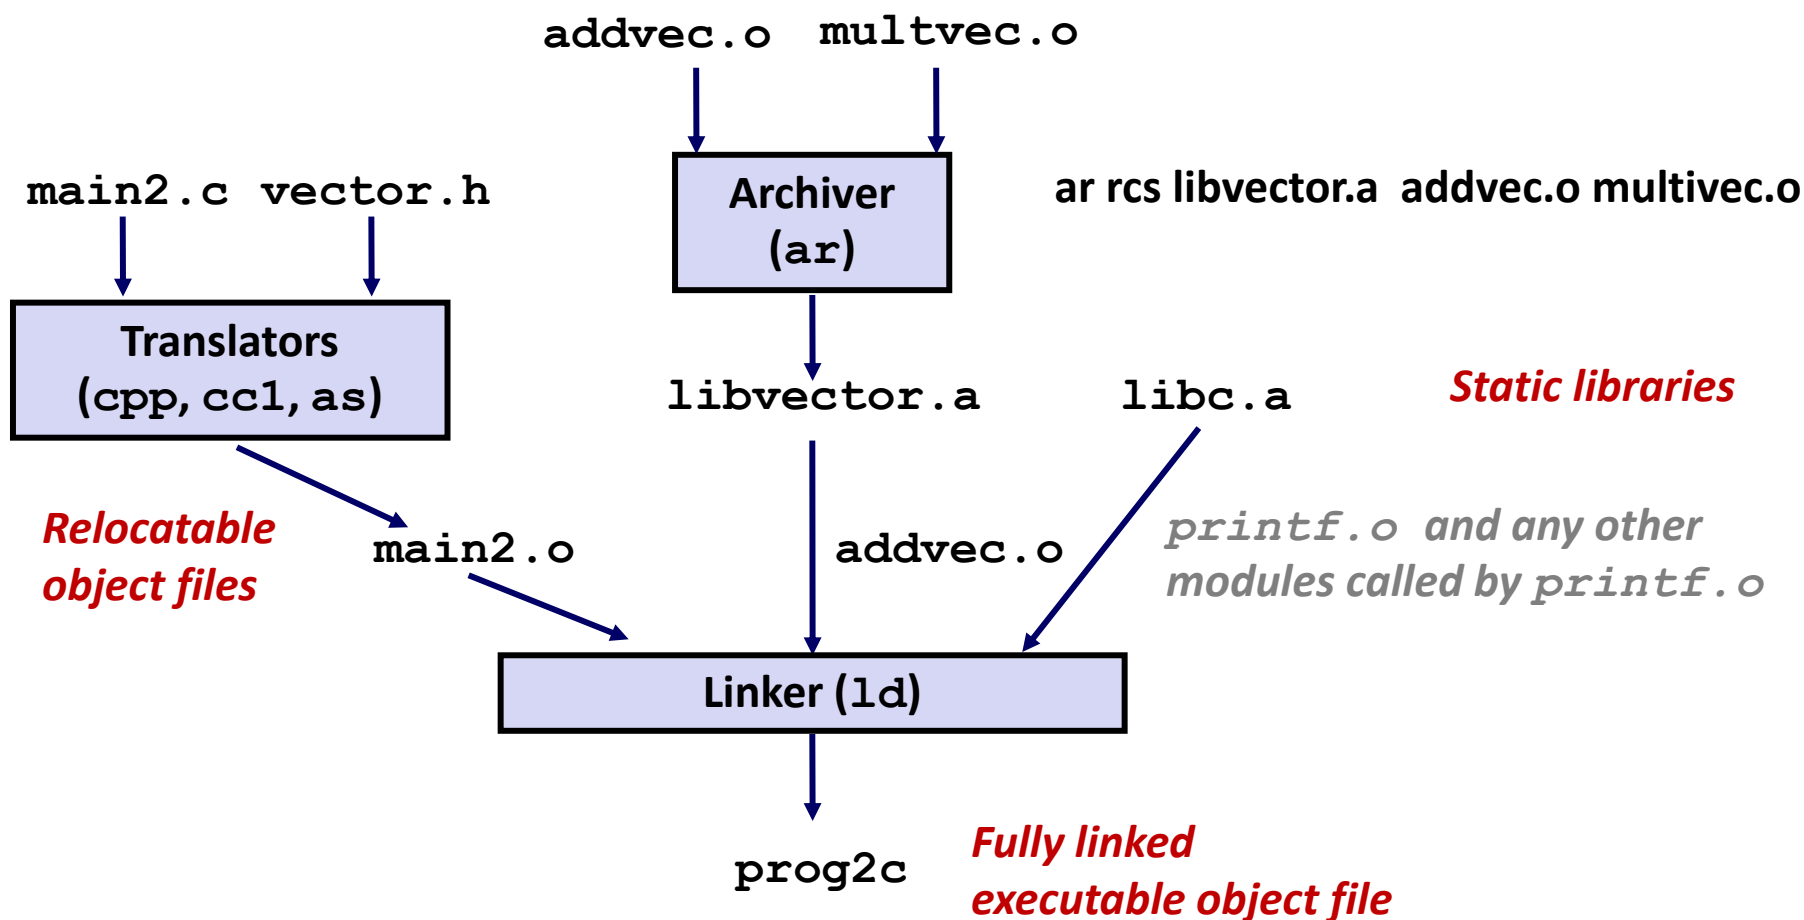 addvec.o multvec.o
main2.c vector.h
Archiver
(ar)
ar rcs libvector.a addvec.o multivec.o
Translators
(cpp, cc1, as)
libvector.a
libc.a
Static libraries
Relocatable
object files
main2.o
addvec.o
printf.o and any other
modules called by printf.o
Linker (ld)
prog2c
Fully linked
executable object file